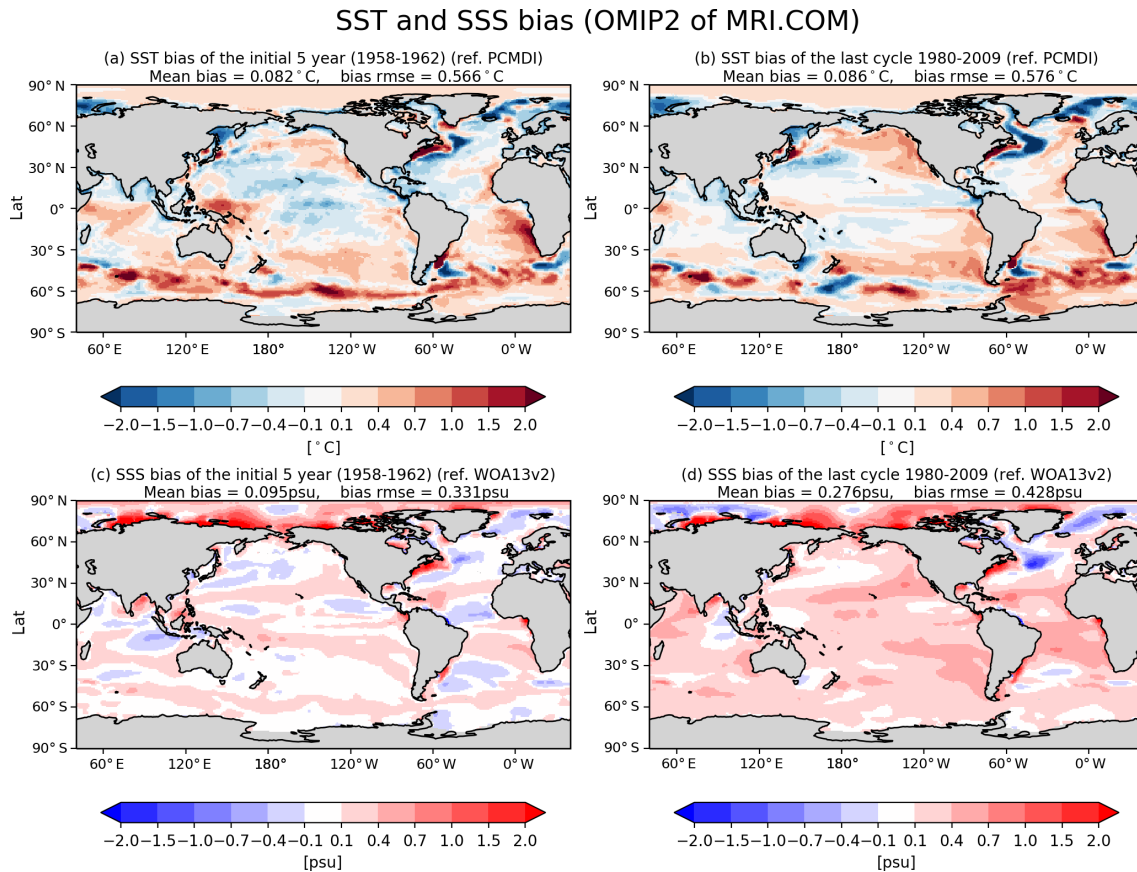 SST and SSS bias (OMIP2 of MRI.COM)
(a) SST bias of the initial 5 year (1958-1962) (ref. PCMDI)
Mean bias = 0.082°C, bias rmse = 0.566°C
90°N
60°N
30°N
0°
30°S
60°S
90°S
Lat
60°E 120°E 180° 120°W 60°W 0°W
−2.0 −1.5 −1.0 −0.7 −0.4 −0.1 0.1 0.4 0.7 1.0 1.5 2.0
[°C]
(b) SST bias of the last cycle 1980-2009 (ref. PCMDI)
Mean bias = 0.086°C, bias rmse = 0.576°C
90°N
60°N
30°N
0°
30°S
60°S
90°S
Lat
60°E 120°E 180° 120°W 60°W 0°W
−2.0 −1.5 −1.0 −0.7 −0.4 −0.1 0.1 0.4 0.7 1.0 1.5 2.0
[°C]
(c) SSS bias of the initial 5 year (1958-1962) (ref. WOA13v2)
Mean bias = 0.095psu, bias rmse = 0.331psu
90°N
60°N
30°N
0°
30°S
60°S
90°S
Lat
60°E 120°E 180° 120°W 60°W 0°W
−2.0 −1.5 −1.0 −0.7 −0.4 −0.1 0.1 0.4 0.7 1.0 1.5 2.0
[psu]
(d) SSS bias of the last cycle 1980-2009 (ref. WOA13v2)
Mean bias = 0.276psu, bias rmse = 0.428psu
90°N
60°N
30°N
0°
30°S
60°S
90°S
Lat
60°E 120°E 180° 120°W 60°W 0°W
−2.0 −1.5 −1.0 −0.7 −0.4 −0.1 0.1 0.4 0.7 1.0 1.5 2.0
[psu]